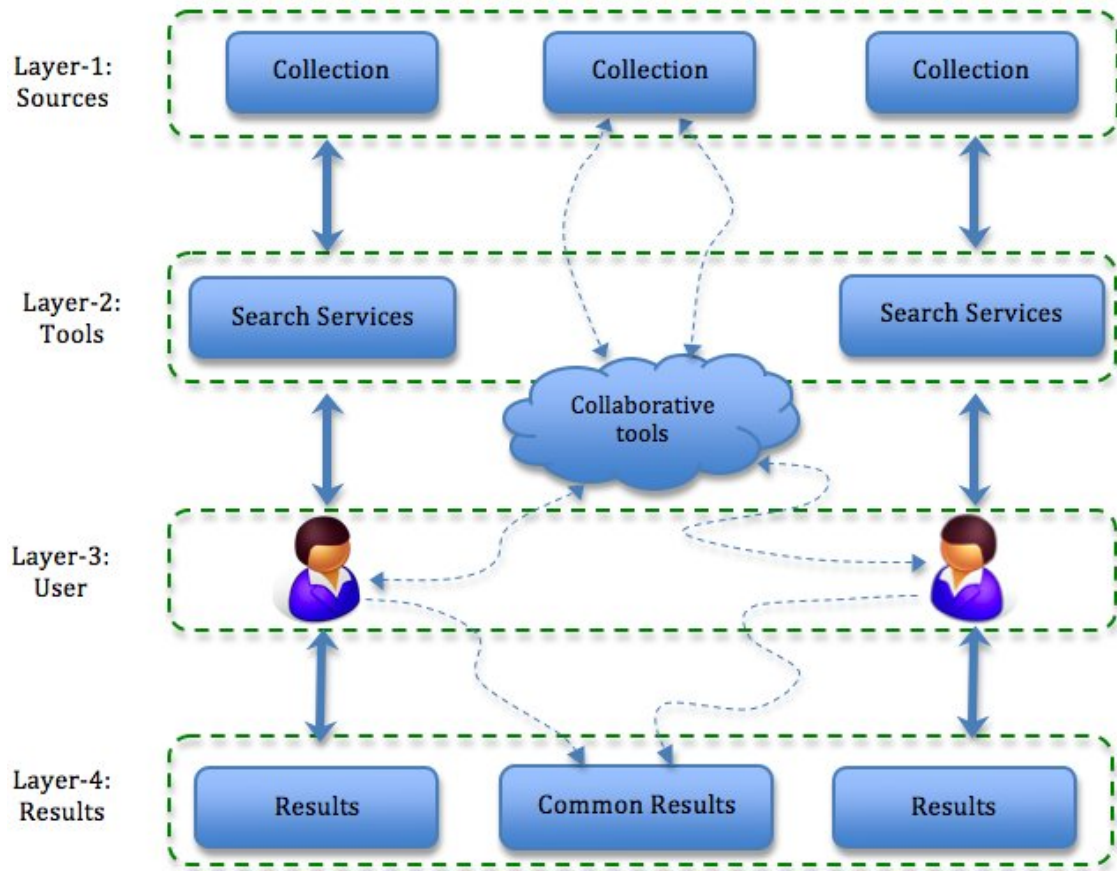 Layer-1:
Sources
Collection
Collection
Collection
Layer-2:
Tools
Search Services
Search Services
Collaborative
tools
Layer-3:
User
Layer-4:
Results
Results
Common Results
Results